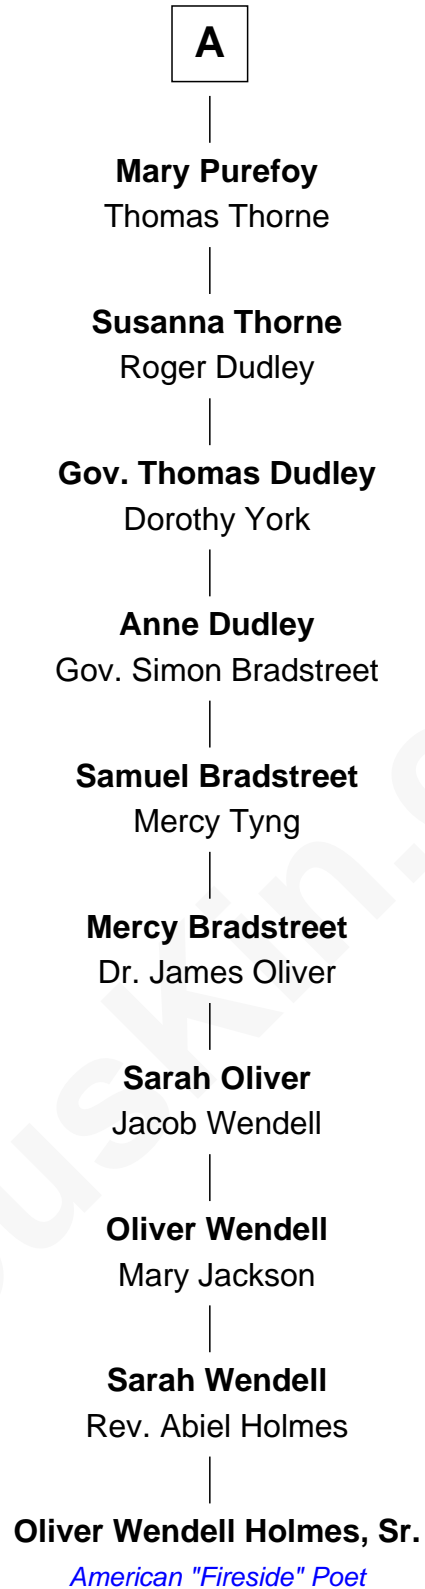 A
Mary Purefoy
Thomas Thorne
Susanna Thorne
Roger Dudley
Gov. Thomas Dudley
Dorothy York
Anne Dudley
Gov. Simon Bradstreet
Samuel Bradstreet
Mercy Tyng
Mercy Bradstreet
Dr. James Oliver
Sarah Oliver
Jacob Wendell
Oliver Wendell
Mary Jackson
Sarah Wendell
Rev. Abiel Holmes
Oliver Wendell Holmes, Sr.
American "Fireside" Poet